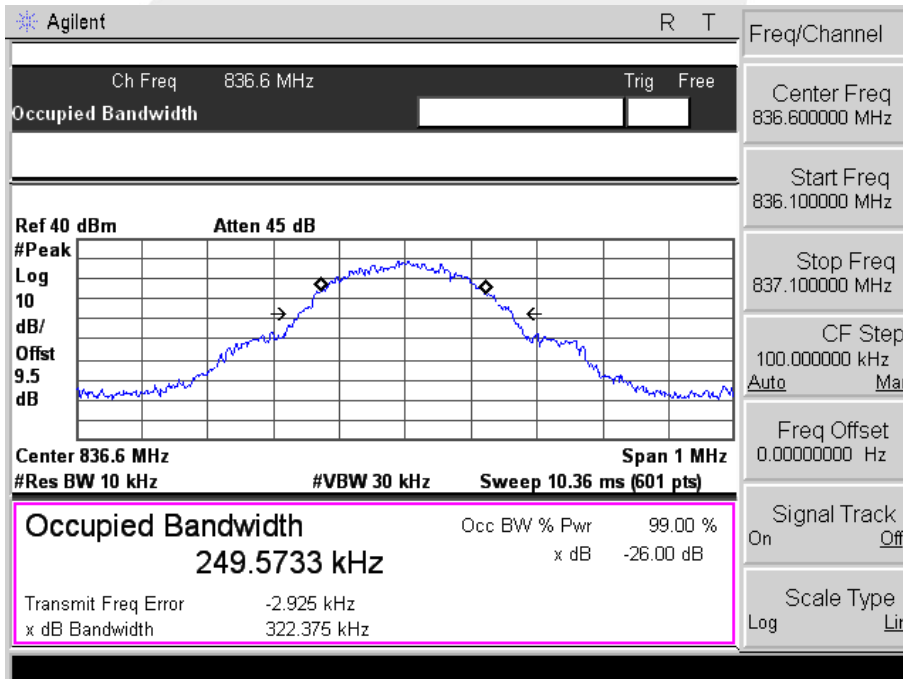 Agilent R T
Freq/Channel
Ch Freq 836.6 MHz Trig Free
Occupied Bandwidth
Center Freq
836.600000 MHz
Start Freq
836.100000 MHz
Ref 40 dBm Atten 45 dB
#Peak
Log
10
dB/
Offst
9.5
dB
Stop Freq
837.100000 MHz
CF Step
100.000000 kHz
Auto Man
Center 836.6 MHz Span 1 MHz
#Res BW 10 kHz #VBW 30 kHz Sweep 10.36 ms (601 pts)
Freq Offset
0.00000000 Hz
Occupied Bandwidth
249.5733 kHz
Occ BW % Pwr 99.00 %
x dB -26.00 dB
Transmit Freq Error -2.925 kHz
x dB Bandwidth 322.375 kHz
Signal Track
On Off
Scale Type
Log Lin